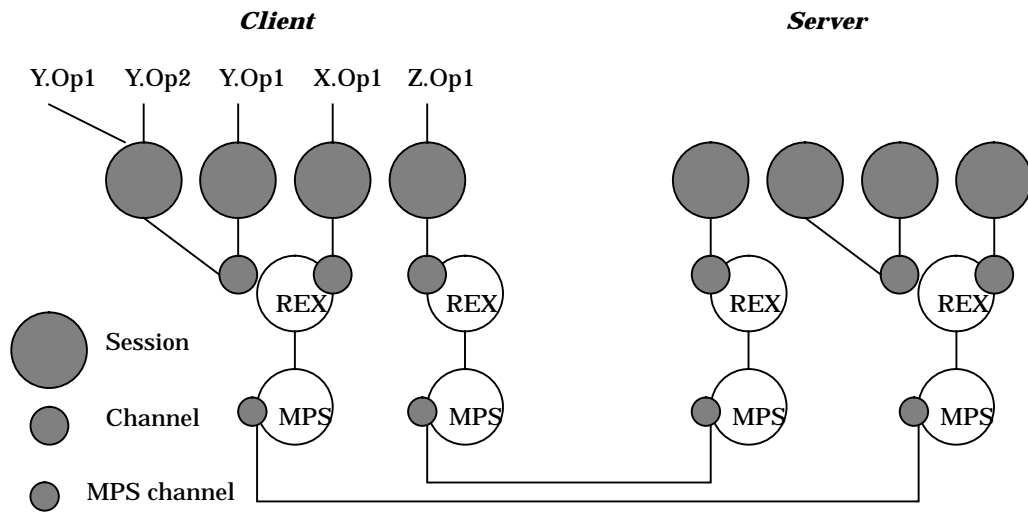 Client
Server
Y.Op1 Y.Op2 Y.Op1 X.Op1 Z.Op1
REX REX REX REX
Session
MPS MPS MPS MPS
Channel
MPS channel